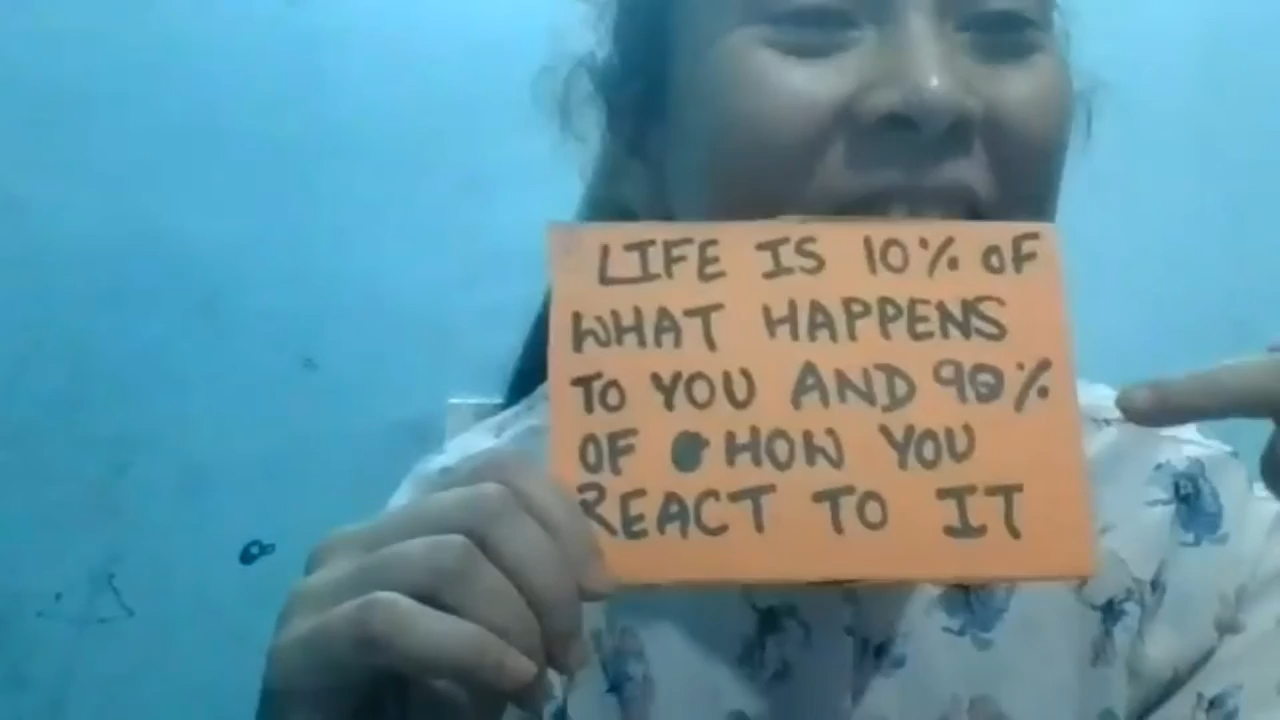 LIFE IS 10% OF
WHAT HAPPENS
TO YOU AND 90%
OF HOW YOU
REACT TO IT